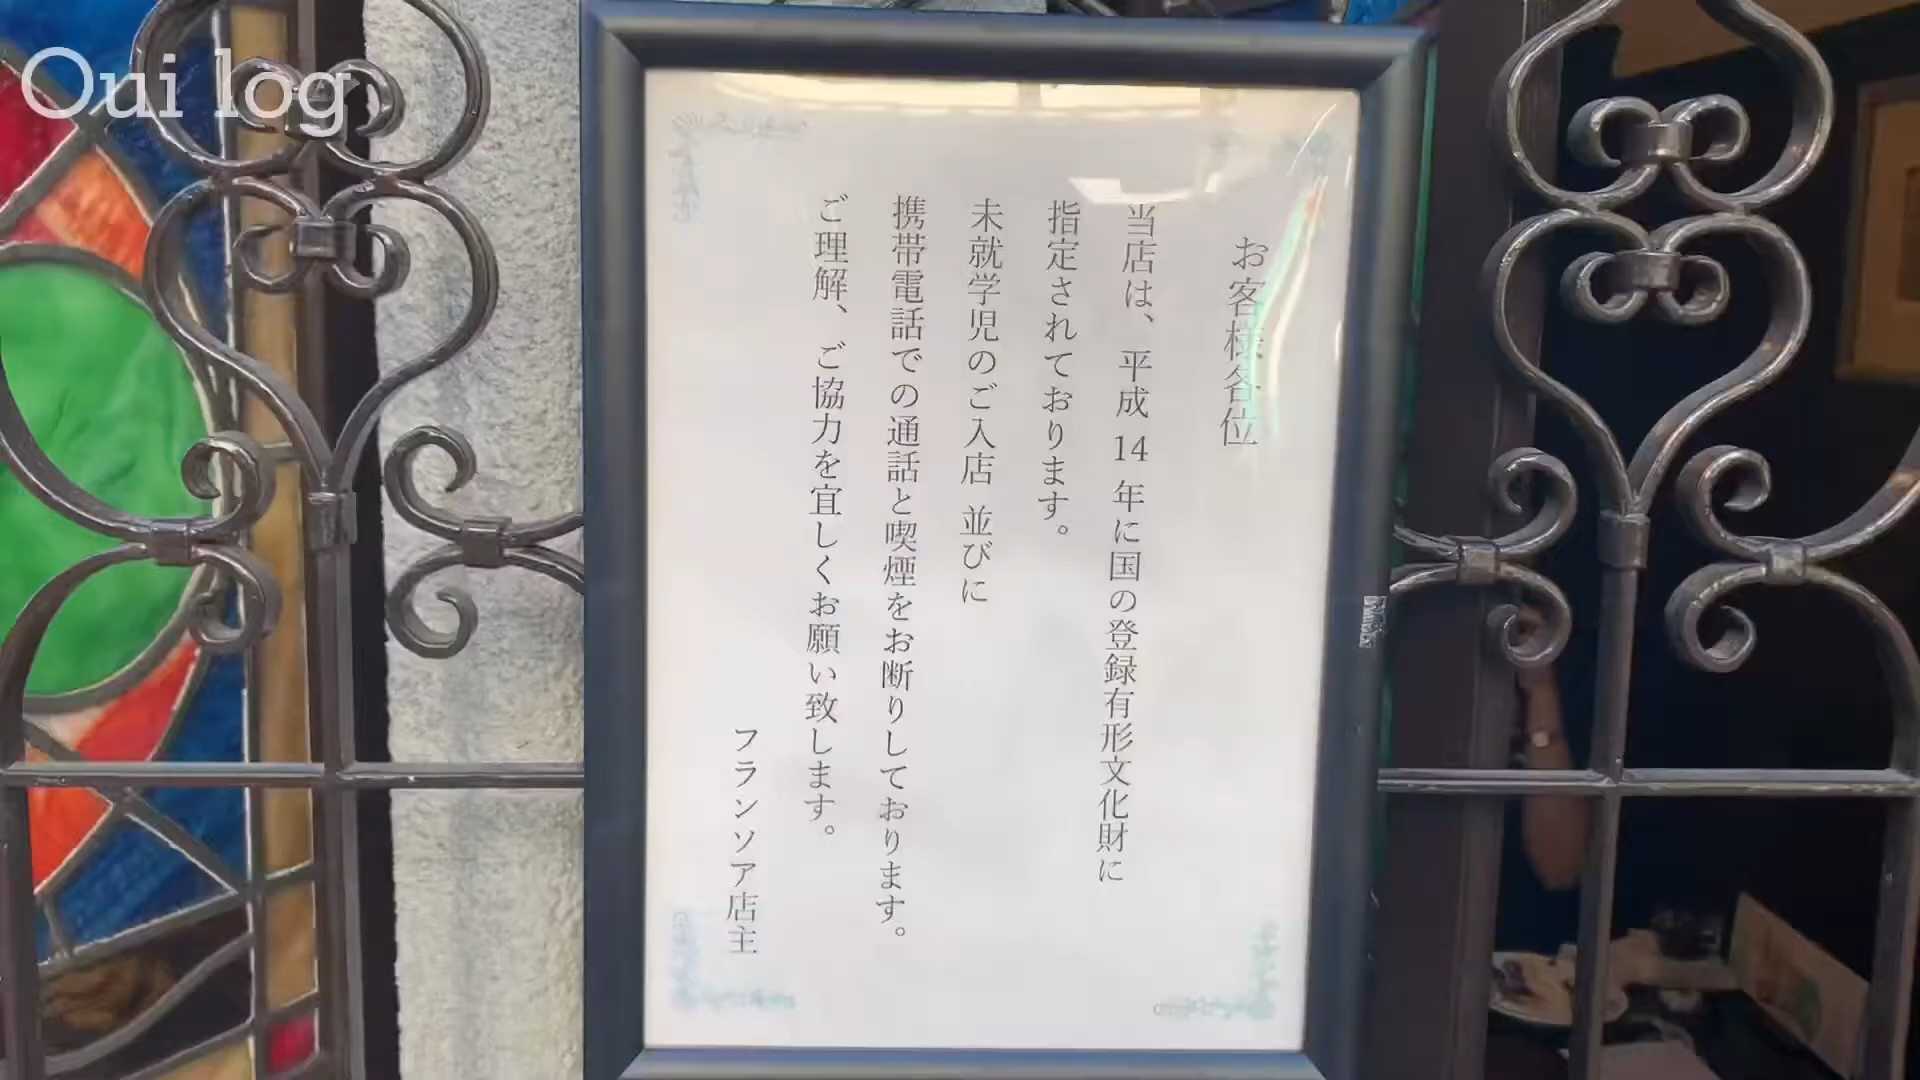 Oui log
お客様各位
当店は、平成 14 年に国の登録有形文化財に
指定されております。
未就学児のご入店 並びに
携帯電話での通話と喫煙をお断りしております。
ご理解、ご協力を宜しくお願い致します。
フランソア店主